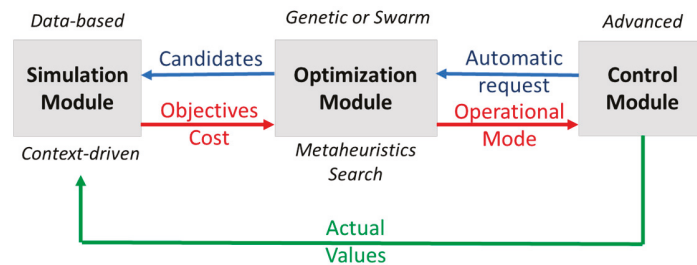 Data-based
Genetic or Swarm
Advanced
Simulation
Module
Candidates
Objectives
Cost
Optimization
Module
Automatic
request
Operational
Mode
Control
Module
Context-driven
Metaheuristics
Search
Actual
Values